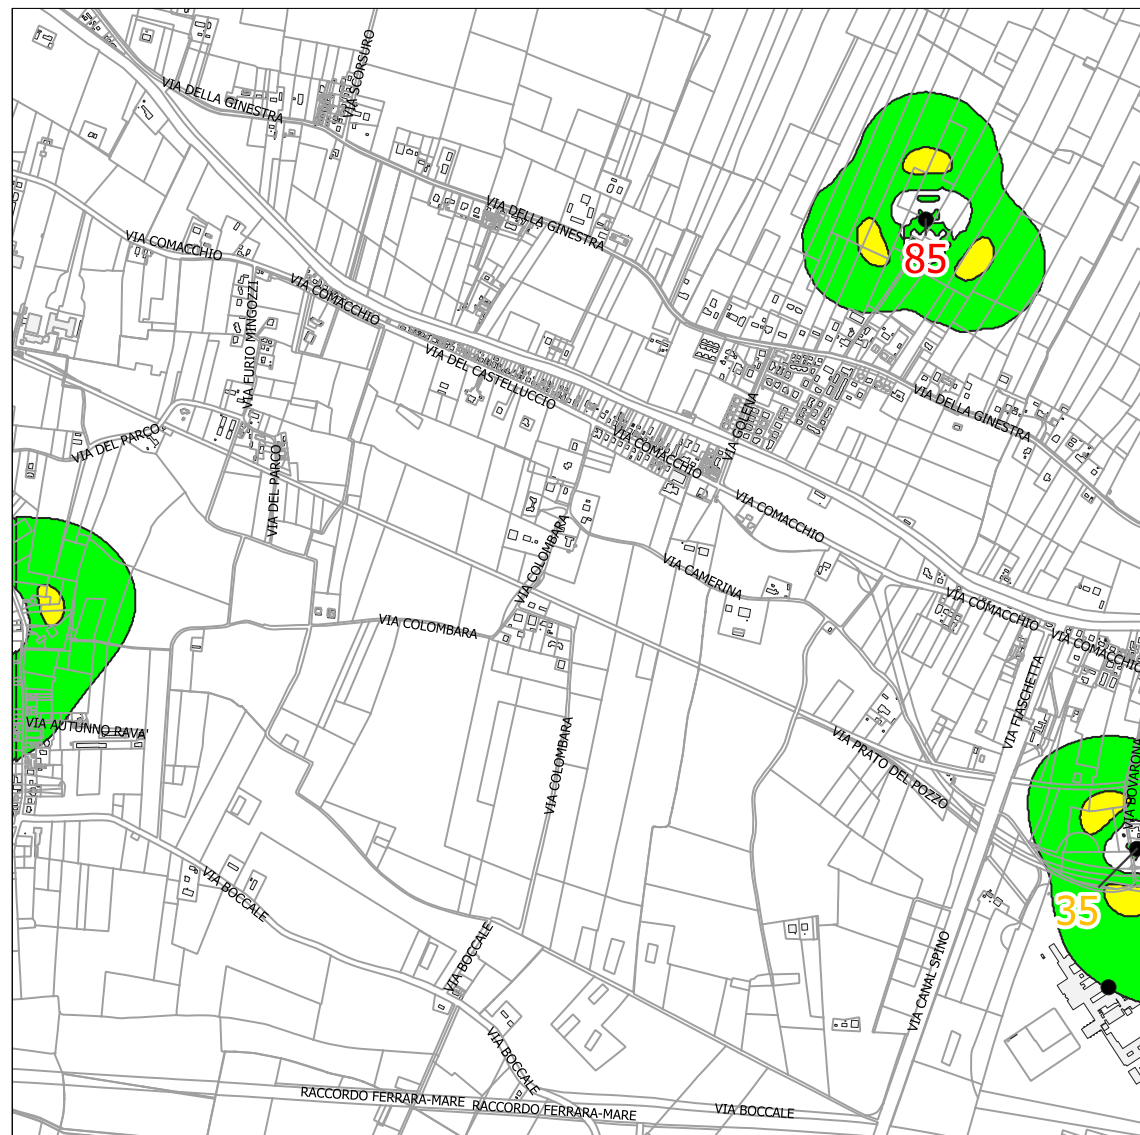 VIA SCORSURO
VIA DELLA GINESTRA
VIA DELLA GINESTRA
VIA COMACCHIO
85
VIA COMACCHIO
VIA FURIO MINGOZZI
VIA DEL CASTELLUCCIO
VIA DELLA GINESTRA
VIA GOLENA
VIA COMACCHIO
VIA DEL PARCO
VIA DEL PARCO
VIA COMACCHIO
VIA COLOMBARA
VIA CAMERINA
VIA COMACCHIO
VIA COLOMBARA
VIA COMACCHIO
VIA FIASCHETTA
VIA AUTUNNO RAVA'
VIA COLOMBARA
VIA PRATO DEL POZZO
VIA BOVARONA
VIA BOCCALE
35
VIA BOCCALE
VIA CANAL SPINO
VIA BOCCALE
RACCORDO FERRARA-MARE
RACCORDO FERRARA-MARE
VIA BOCCALE